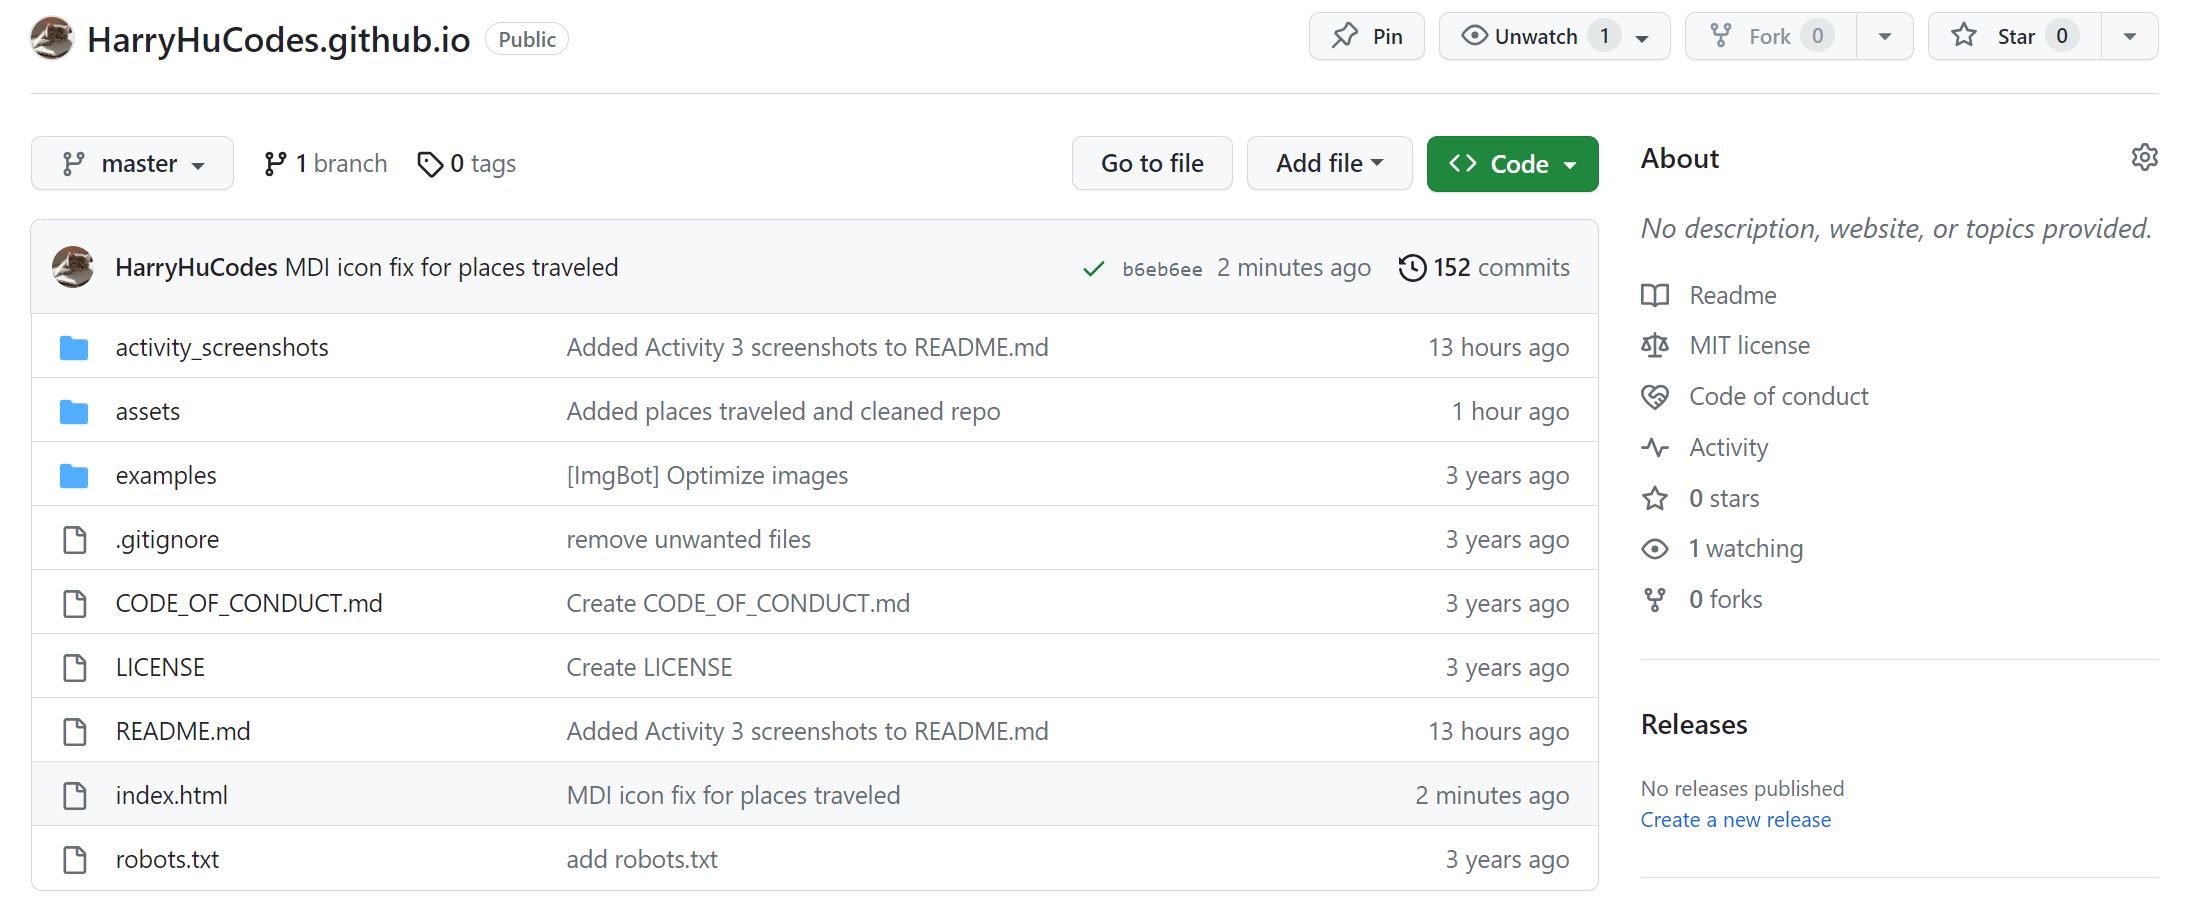 HarryHuCodes.github.io Public Pin Unwatch 1 Fork 0 Star 0
master 1 branch 0 tags Go to file Add file Code
HarryHuCodes MDI icon fix for places traveled b6eb6ee 2 minutes ago 152 commits
activity_screenshots Added Activity 3 screenshots to README.md 13 hours ago
assets Added places traveled and cleaned repo 1 hour ago
examples [ImgBot] Optimize images 3 years ago
.gitignore remove unwanted files 3 years ago
CODE_OF_CONDUCT.md Create CODE_OF_CONDUCT.md 3 years ago
LICENSE Create LICENSE 3 years ago
README.md Added Activity 3 screenshots to README.md 13 hours ago
index.html MDI icon fix for places traveled 2 minutes ago
robots.txt add robots.txt 3 years ago
About
No description, website, or topics provided.
Readme
MIT license
Code of conduct
Activity
0 stars
1 watching
0 forks
Releases
No releases published
Create a new release